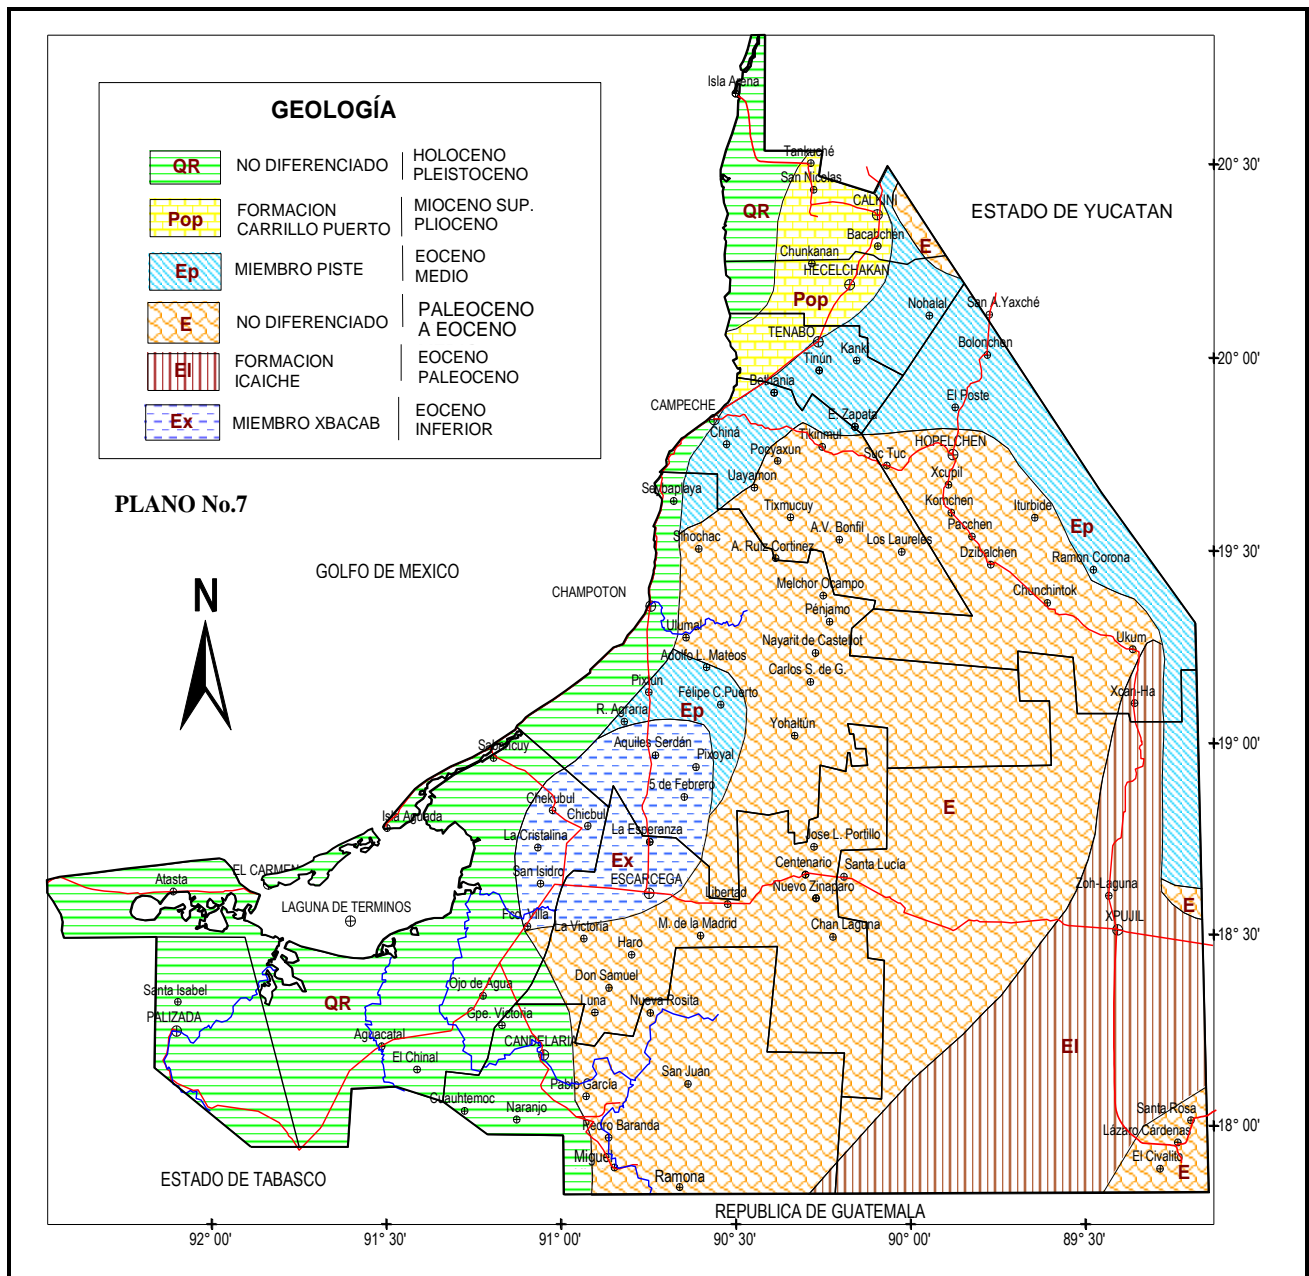 GEOLOGÍA
QR NO DIFERENCIADO HOLOCENO
PLEISTOCENO
Pop FORMACION
CARRILLO PUERTO MIOCENO SUP.
PLIOCENO
Ep MIEMBRO PISTE EOCENO
MEDIO
E NO DIFERENCIADO PALEOCENO
A EOCENO
EI FORMACION
ICAICHE EOCENO
PALEOCENO
Ex MIEMBRO XBACAB EOCENO
INFERIOR
PLANO No.7
N
GOLFO DE MEXICO
ESTADO DE YUCATAN
Isla Arena
Tankuché
San Nicolas
CALKINI
QR
Bacabchén
E
Chunkanan
HECELCHAKAN
Pop
Nohalal
San A.Yaxché
TENABO
Kanki
Tinún
Bolonchen
Bethania
El Poste
CAMPECHE
E. Zapata
Chiná
Tikinmul
HOPELCHEN
Pocyaxun
Suc Tuc
Uayamon
Xcupil
Seybaplaya
Komchen
Tixmucuy
Iturbide
Pacchen
A.V. Bonfil
Ep
Sihochac
A. Ruiz Cortinez
Los Laureles
Dzibalchen
Ramon Corona
Melchor Ocampo
Chunchintok
CHAMPOTON
Pénjamo
Ulumal
Nayarit de Castellot
Ukum
Adolfo L. Mateos
Carlos S. de G.
Pixtun
Félipe C.Puerto
Xcan-Ha
R. Agraria
Ep
Yohaltún
Sabancuy
Aquiles Serdán
Pixoyal
5 de Febrero
Chekubul
Chicbul
E
Isla Aguada
La Cristalina
La Esperanza
Jose L. Portillo
Ex
Centenario
Santa Lucia
San Isidro
EL CARMEN
Atasta
ESCARCEGA
Libertad
Nuevo Zinaparo
Zoh-Laguna
LAGUNA DE TERMINOS
Fco. Villa
La Victoria
M. de la Madrid
Chan Laguna
XPUJIL
E
Haro
Don Samuel
Ojo de Agua
Santa Isabel
QR
Luna
Nueva Rosita
PALIZADA
Gpe. Victoria
Aguacatal
CANDELARIA
EI
El Chinal
San Juan
Pablo García
Cuauhtemoc
Naranjo
Santa Rosa
Pedro Baranda
Lázaro Cárdenas
Miguel
El Civalito
Ramona
E
ESTADO DE TABASCO
REPUBLICA DE GUATEMALA
20° 30'
20° 00'
19° 30'
19° 00'
18° 30'
18° 00'
92° 00'
91° 30'
91° 00'
90° 30'
90° 00'
89° 30'